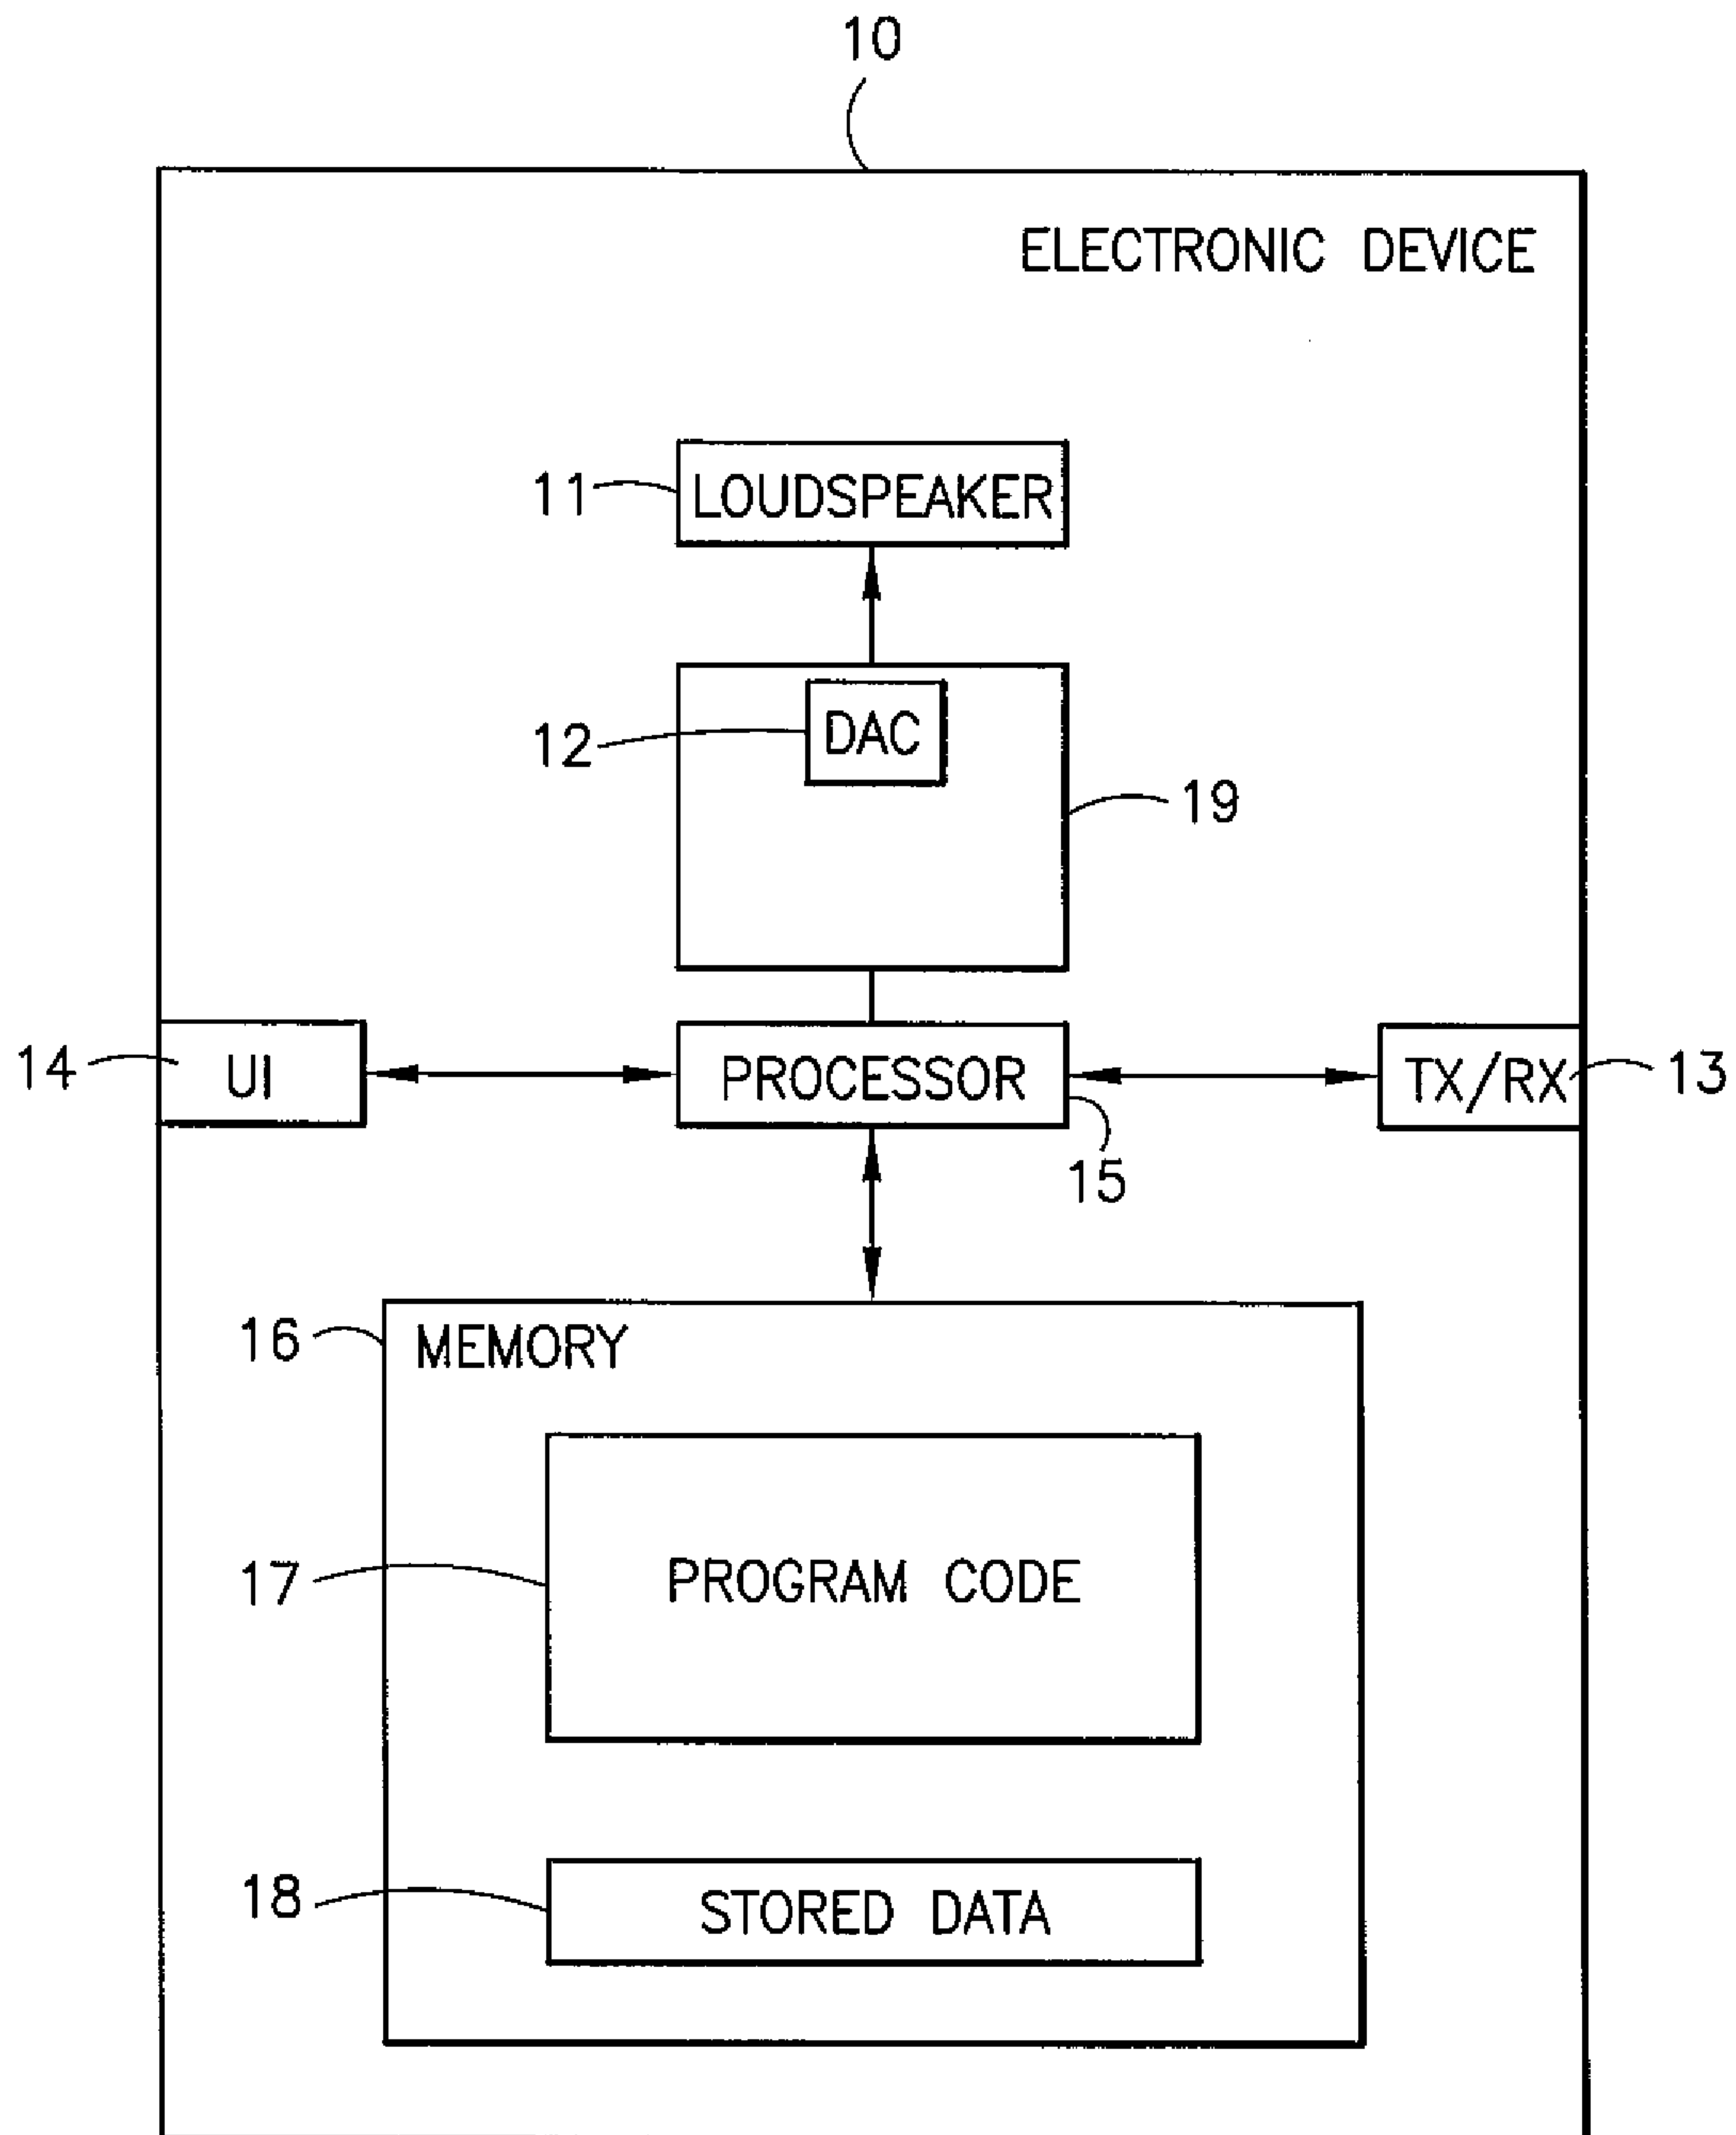 10
ELECTRONIC DEVICE
11 LOUDSPEAKER
12 DAC
19
14 UI
PROCESSOR
TX/RX 13
15
16 MEMORY
17 PROGRAM CODE
18 STORED DATA